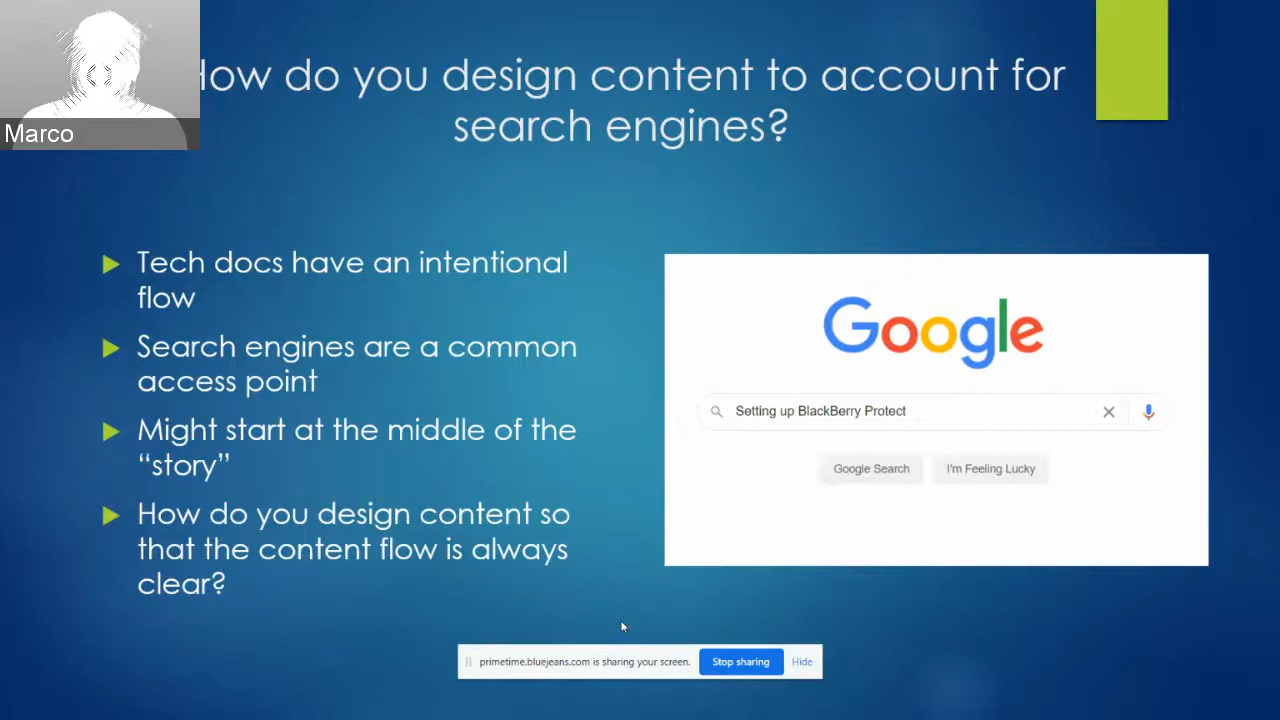 How do you design content to account for
search engines?
Marco
Tech docs have an intentional
flow
Search engines are a common
access point
Might start at the middle of the
“story”
How do you design content so
that the content flow is always
clear?
Google
Setting up BlackBerry Protect
Google Search
I'm Feeling Lucky
primetime.bluejeans.com is sharing your screen.
Stop sharing
Hide